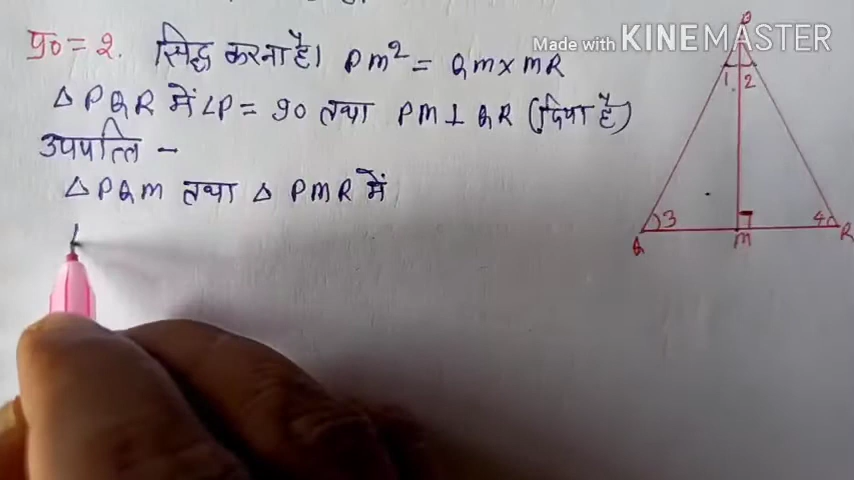 प्र० = 2. सिद्ध करना है। PM² = QM × MR
△PQR में ∠P = 90 तथा PM ⊥ QR (दिया है)
उपपत्ति -
△PQM तथा △PMR में
∠
Made with KINEMASTER
P
1 2
3 4
Q M R